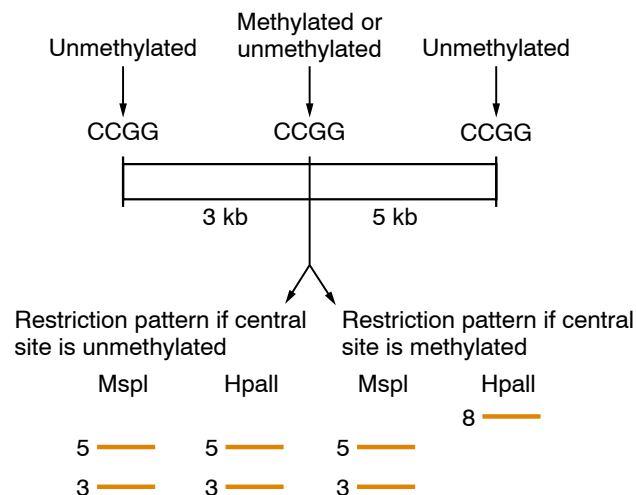 Methylated or
Unmethylated unmethylated Unmethylated
CCGG CCGG CCGG
3 kb 5 kb
Restriction pattern if central
site is unmethylated
Restriction pattern if central
site is methylated
MspI HpaII MspI HpaII
8
5 5 5
3 3 3